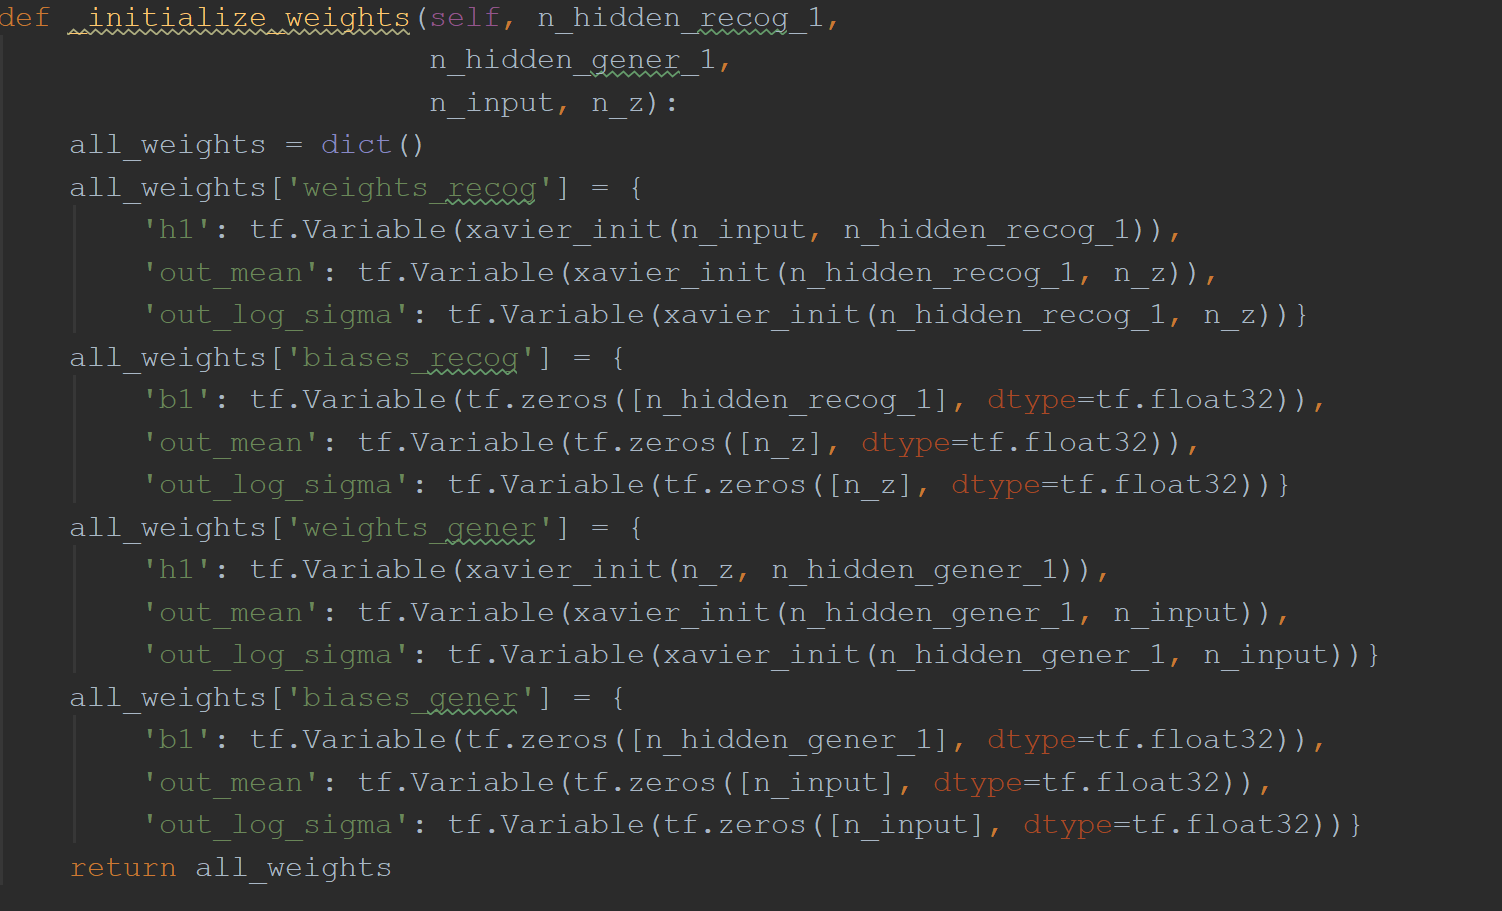 def _initialize_weights(self, n_hidden_recog_1,
n_hidden_gener_1,
n_input, n_z):
all_weights = dict()
all_weights['weights_recog'] = {
'h1': tf.Variable(xavier_init(n_input, n_hidden_recog_1)),
'out_mean': tf.Variable(xavier_init(n_hidden_recog_1, n_z)),
'out_log_sigma': tf.Variable(xavier_init(n_hidden_recog_1, n_z))}
all_weights['biases_recog'] = {
'b1': tf.Variable(tf.zeros([n_hidden_recog_1], dtype=tf.float32)),
'out_mean': tf.Variable(tf.zeros([n_z], dtype=tf.float32)),
'out_log_sigma': tf.Variable(tf.zeros([n_z], dtype=tf.float32))}
all_weights['weights_gener'] = {
'h1': tf.Variable(xavier_init(n_z, n_hidden_gener_1)),
'out_mean': tf.Variable(xavier_init(n_hidden_gener_1, n_input)),
'out_log_sigma': tf.Variable(xavier_init(n_hidden_gener_1, n_input))}
all_weights['biases_gener'] = {
'b1': tf.Variable(tf.zeros([n_hidden_gener_1], dtype=tf.float32)),
'out_mean': tf.Variable(tf.zeros([n_input], dtype=tf.float32)),
'out_log_sigma': tf.Variable(tf.zeros([n_input], dtype=tf.float32))}
return all_weights